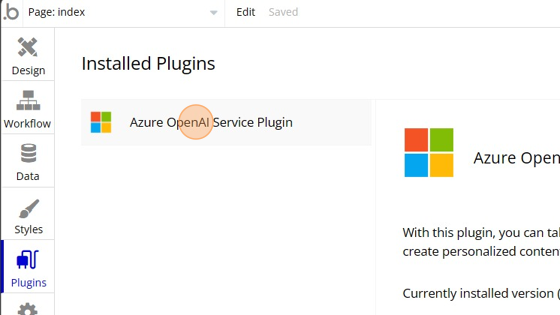 .b Page: index Edit Saved
Installed Plugins
Design
Azure OpenAI Service Plugin
Workflow
Azure Open
Data
Styles
With this plugin, you can ta
create personalized conten
Plugins
Currently installed version (